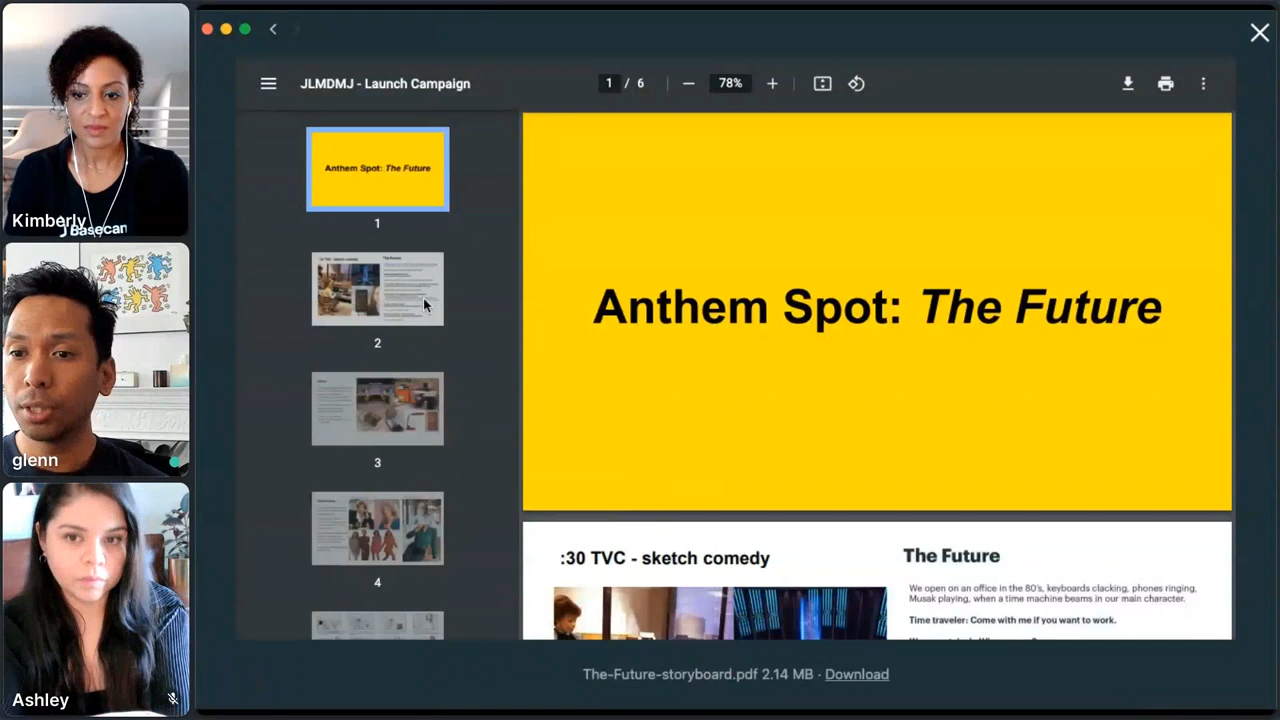 Kimberly
Basecam
glenn
Ashley
JLMDMJ - Launch Campaign
1 / 6
78%
Anthem Spot: The Future
1
2
3
4
Anthem Spot: The Future
:30 TVC - sketch comedy
The Future
We open on an office in the 80's, keyboards clacking, phones ringing,
Musak playing, when a time machine beams in our main character.
Time traveler: Come with me if you want to work.
The-Future-storyboard.pdf 2.14 MB · Download